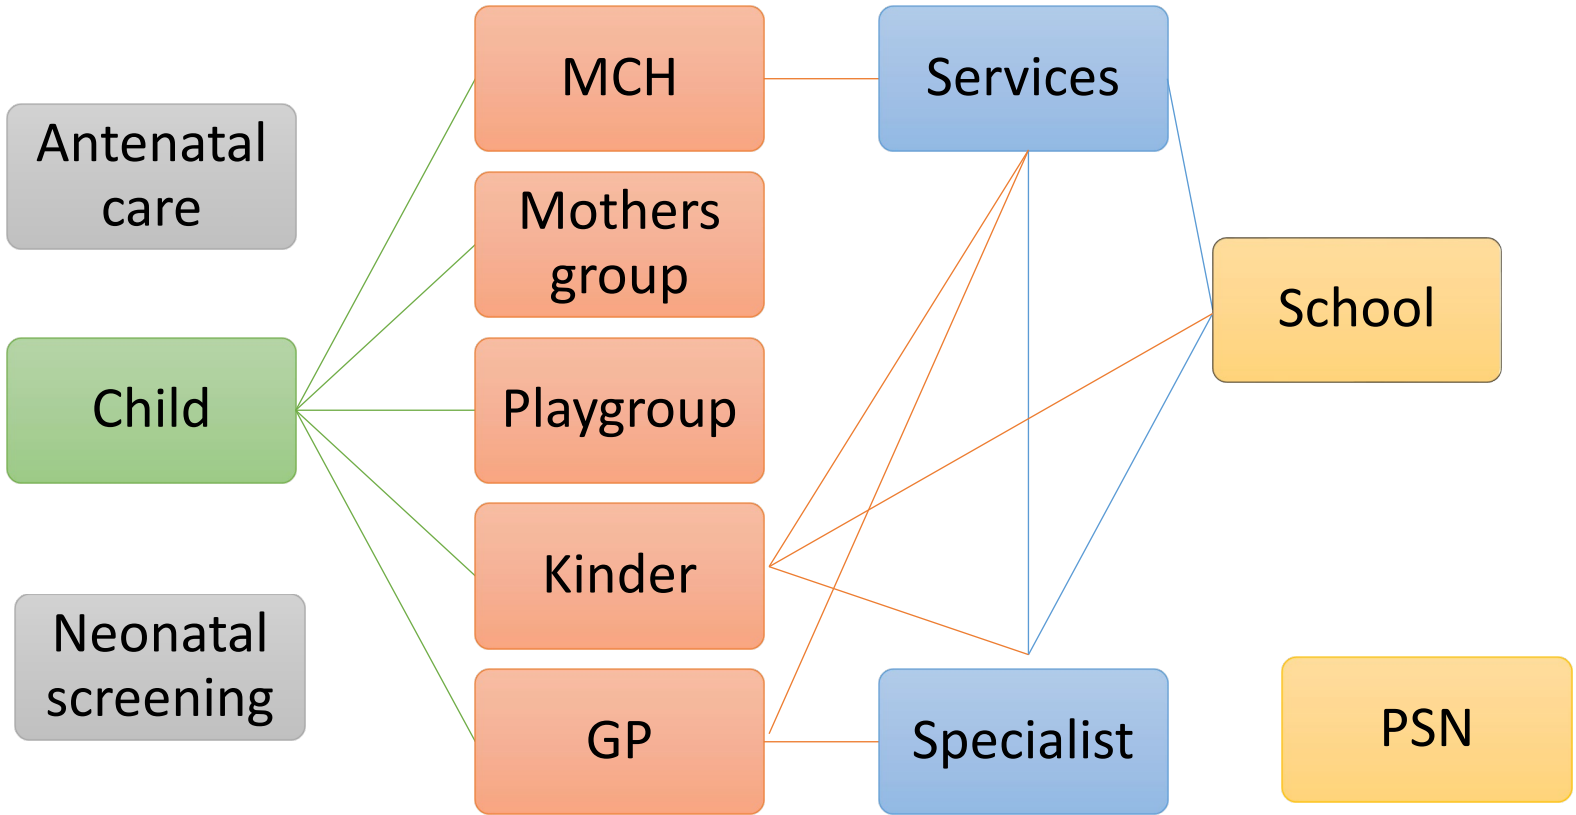 Antenatal
care
Child
Neonatal
screening
MCH
Mothers
group
Playgroup
Kinder
GP
Services
Specialist
School
PSN